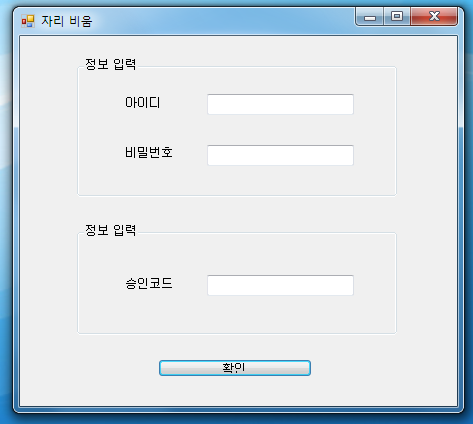 자리 비움
정보 입력
아이디
비밀번호
정보 입력
승인코드
확인